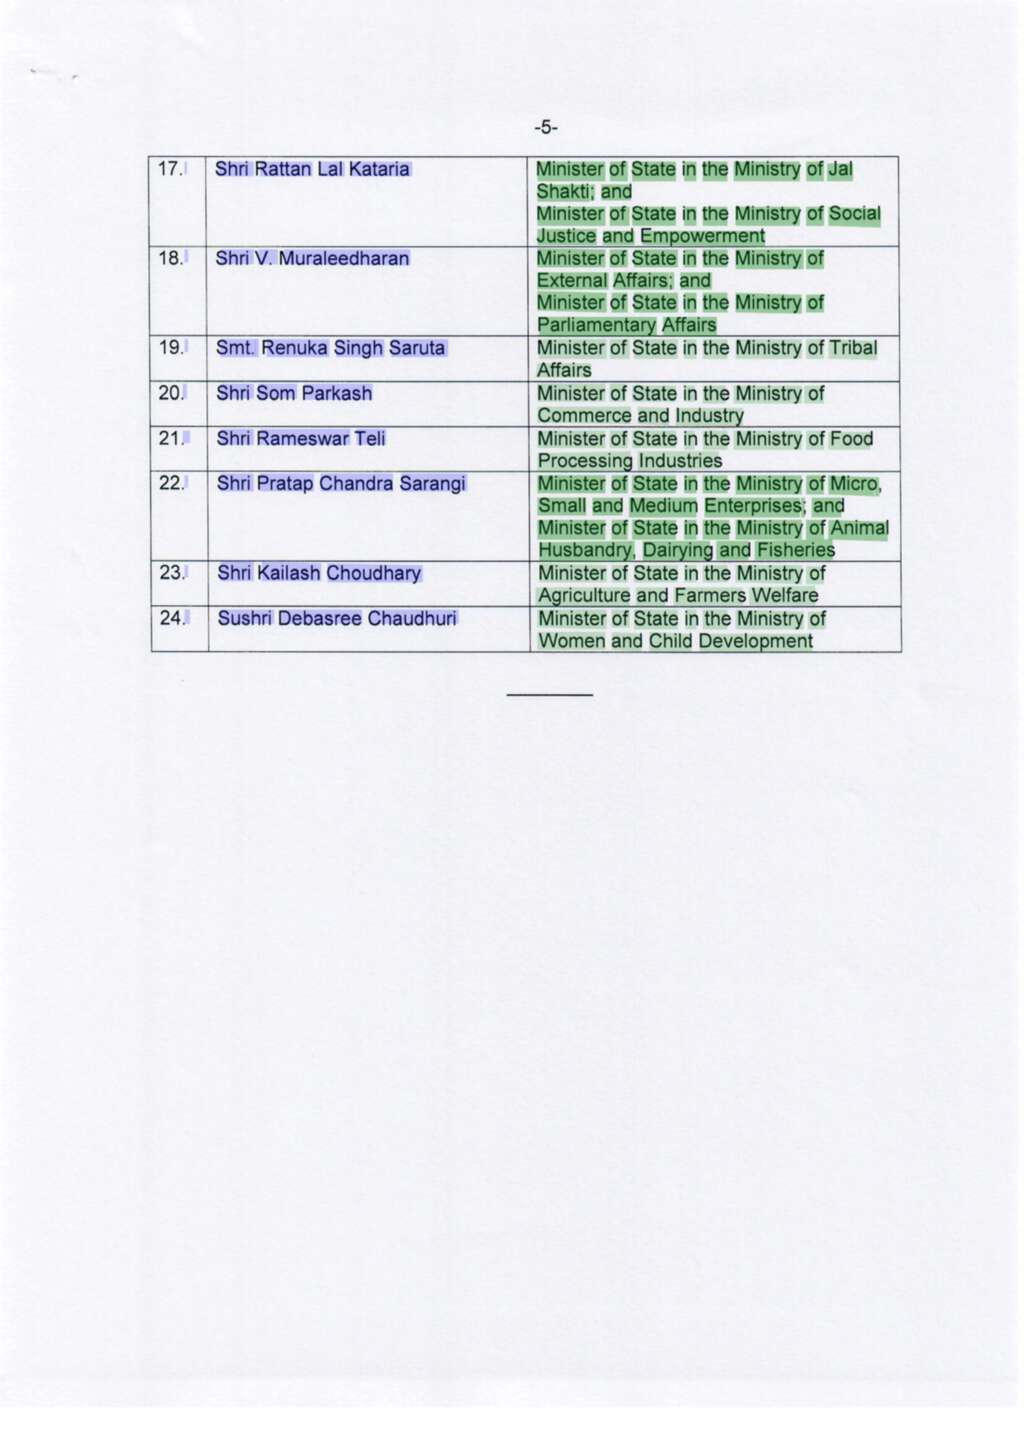 -5-
17. Shri Rattan Lal Kataria Minister of State in the Ministry of Jal
Shakti; and
Minister of State in the Ministry of Social
Justice and Empowerment
18. Shri V. Muraleedharan Minister of State in the Ministry of
External Affairs; and
Minister of State in the Ministry of
Parliamentary Affairs
19. Smt. Renuka Singh Saruta Minister of State in the Ministry of Tribal
Affairs
20. Shri Som Parkash Minister of State in the Ministry of
Commerce and Industry
21. Shri Rameswar Teli Minister of State in the Ministry of Food
Processing Industries
22. Shri Pratap Chandra Sarangi Minister of State in the Ministry of Micro,
Small and Medium Enterprises; and
Minister of State in the Ministry of Animal
Husbandry, Dairying and Fisheries
23. Shri Kailash Choudhary Minister of State in the Ministry of
Agriculture and Farmers Welfare
24. Sushri Debasree Chaudhuri Minister of State in the Ministry of
Women and Child Development